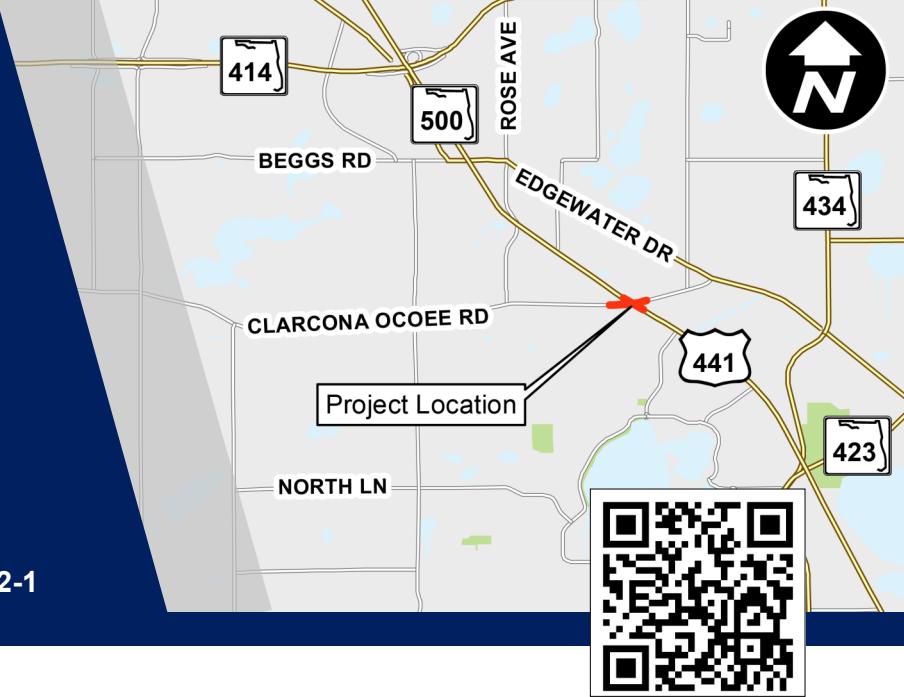 414
500
ROSE AVE
N
BEGGS RD
EDGEWATER DR
434
CLARCONA OCOEE RD
441
Project Location
423
NORTH LN
2-1